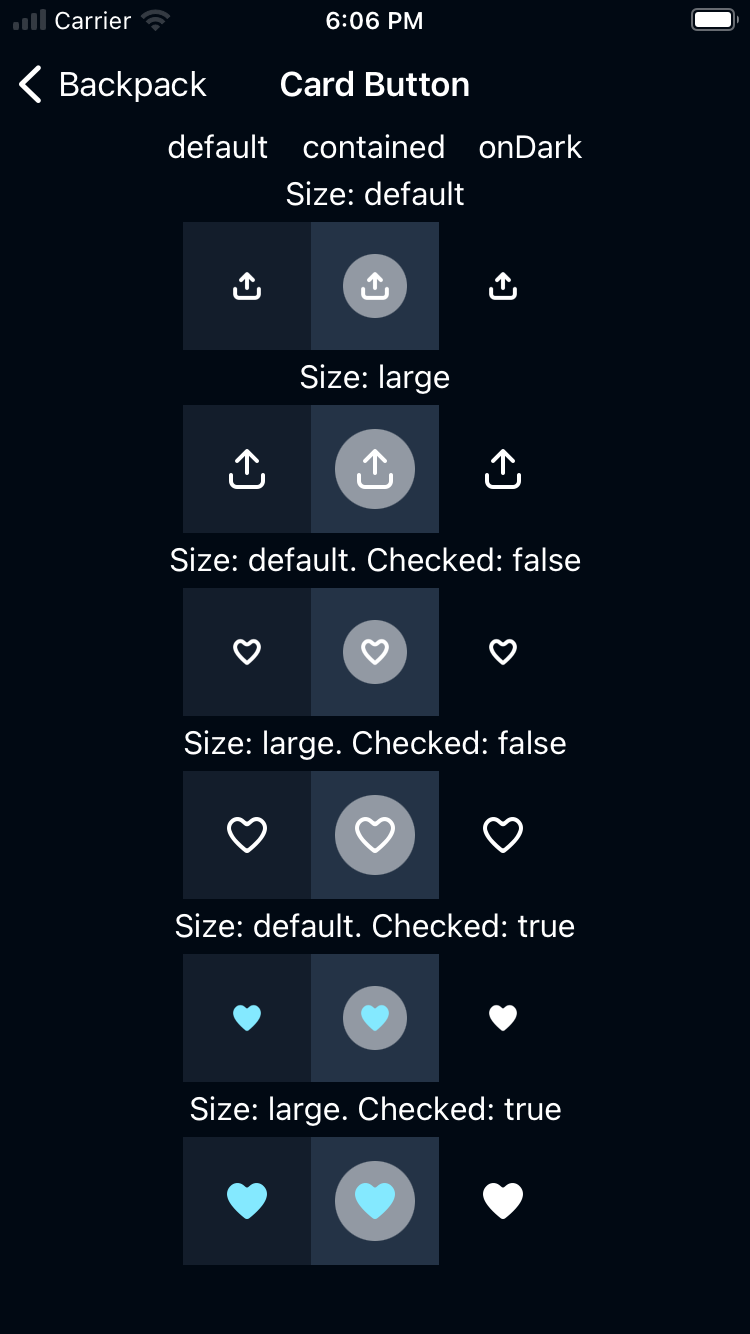 Carrier 6:06 PM
Backpack Card Button
default contained onDark
Size: default
Size: large
Size: default. Checked: false
Size: large. Checked: false
Size: default. Checked: true
Size: large. Checked: true